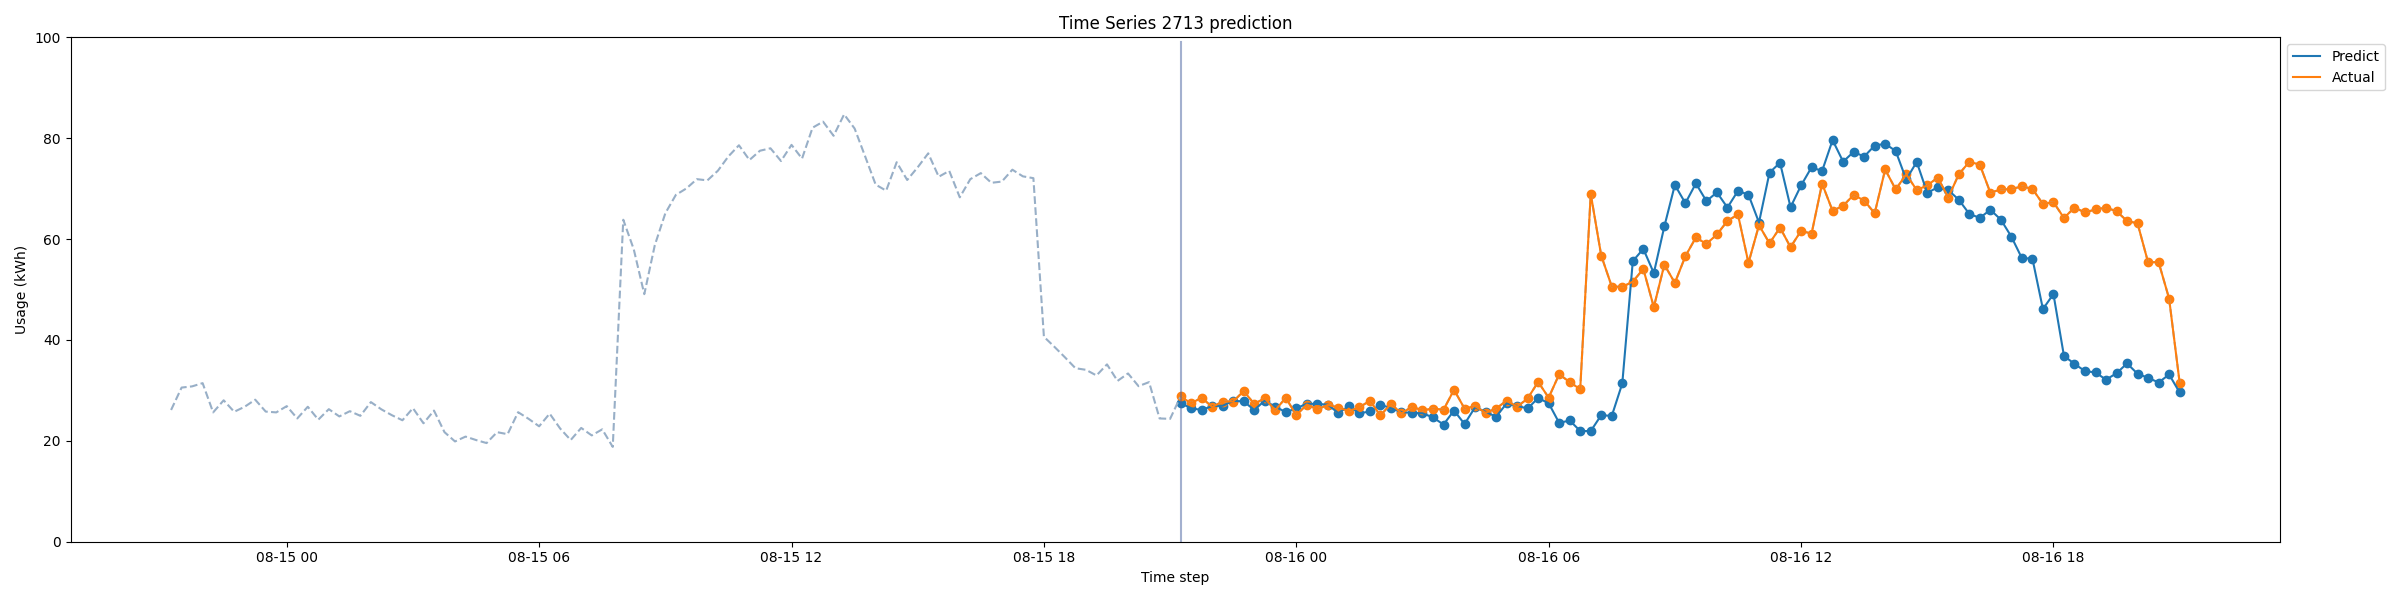 Time Series 2713 prediction
100
80
60
40
20
0
Usage (kWh)
08-15 00
08-15 06
08-15 12
08-15 18
08-16 00
08-16 06
08-16 12
08-16 18
Time step
Predict
Actual